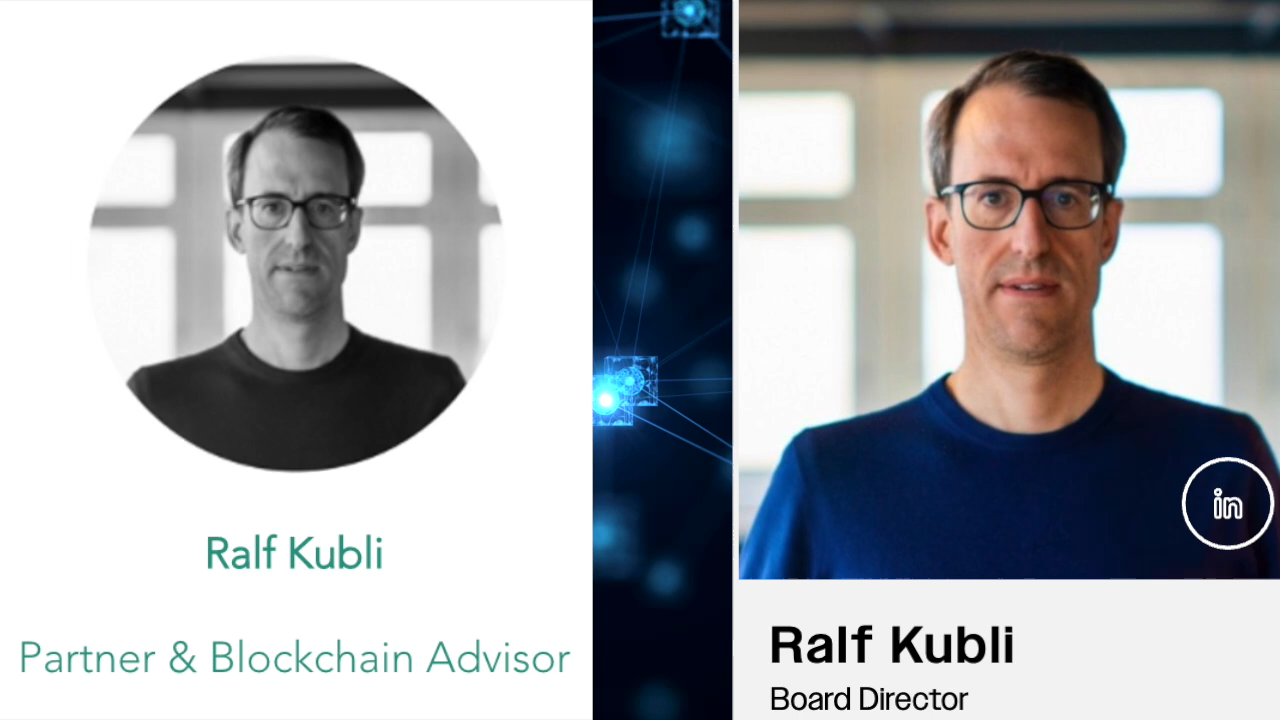 Ralf Kubli
Partner & Blockchain Advisor
in
Ralf Kubli
Board Director